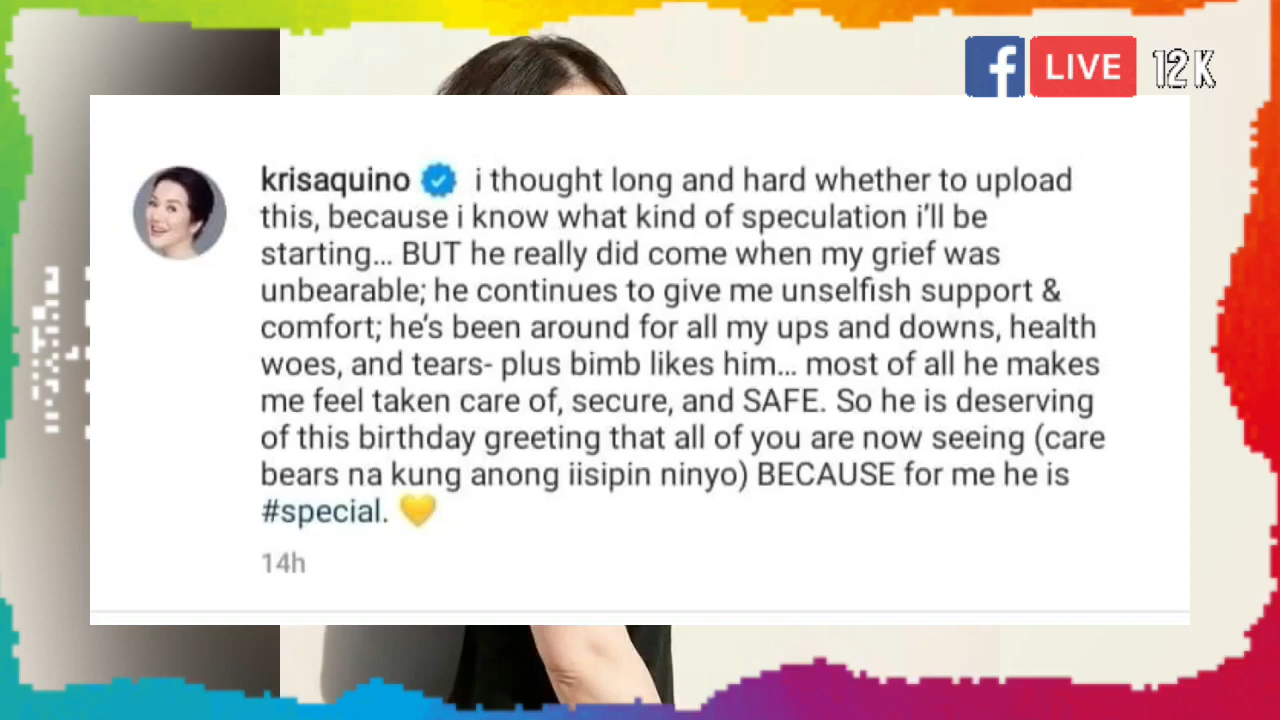 f LIVE 12K
krisaquino i thought long and hard whether to upload
this, because i know what kind of speculation i'll be
starting... BUT he really did come when my grief was
unbearable; he continues to give me unselfish support &
comfort; he's been around for all my ups and downs, health
woes, and tears- plus bimb likes him... most of all he makes
me feel taken care of, secure, and SAFE. So he is deserving
of this birthday greeting that all of you are now seeing (care
bears na kung anong iisipin ninyo) BECAUSE for me he is
#special. 💛
14h